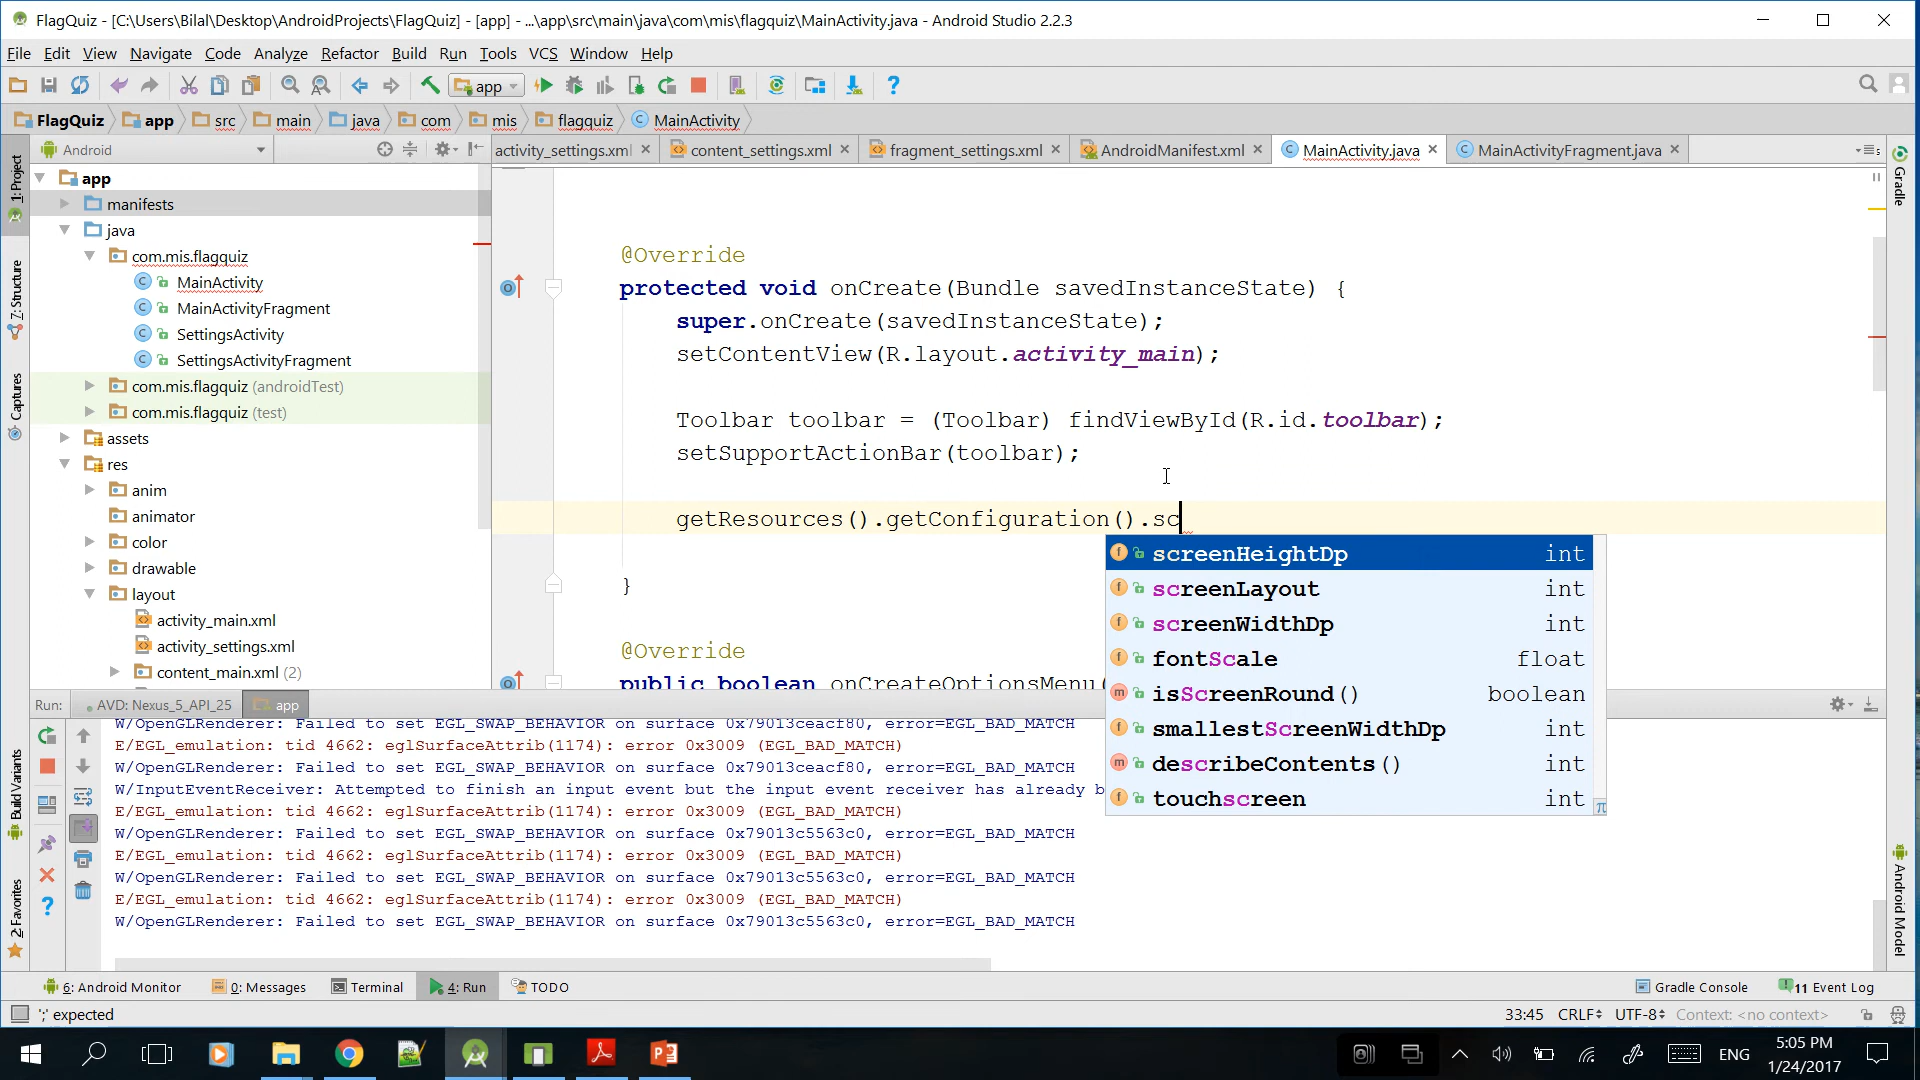 FlagQuiz - [C:\Users\Bilal\Desktop\AndroidProjects\FlagQuiz] - [app] - ...\app\src\main\java\com\mis\flagquiz\MainActivity.java - Android Studio 2.2.3
File Edit View Navigate Code Analyze Refactor Build Run Tools VCS Window Help
app
FlagQuiz app src main java com mis flagquiz MainActivity
Android
activity_settings.xml content_settings.xml fragment_settings.xml AndroidManifest.xml MainActivity.java MainActivityFragment.java
1: Project
7: Structure
Captures
Build Variants
2: Favorites
app
manifests
java
com.mis.flagquiz
MainActivity
MainActivityFragment
SettingsActivity
SettingsActivityFragment
com.mis.flagquiz (androidTest)
com.mis.flagquiz (test)
assets
res
anim
animator
color
drawable
layout
activity_main.xml
activity_settings.xml
content_main.xml (2)
@Override
protected void onCreate(Bundle savedInstanceState) {
super.onCreate(savedInstanceState);
setContentView(R.layout.activity_main);
Toolbar toolbar = (Toolbar) findViewById(R.id.toolbar);
setSupportActionBar(toolbar);
getResources().getConfiguration().sc
}
@Override
public boolean onCreateOptionsMenu(
screenHeightDp int
screenLayout int
screenWidthDp int
fontScale float
isScreenRound() boolean
smallestScreenWidthDp int
describeContents() int
touchscreen int
π
Gradle
Android Model
Run: AVD: Nexus_5_API_25 app
W/OpenGLRenderer: Failed to set EGL_SWAP_BEHAVIOR on surface 0x79013ceacf80, error=EGL_BAD_MATCH
E/EGL_emulation: tid 4662: eglSurfaceAttrib(1174): error 0x3009 (EGL_BAD_MATCH)
W/OpenGLRenderer: Failed to set EGL_SWAP_BEHAVIOR on surface 0x79013ceacf80, error=EGL_BAD_MATCH
W/InputEventReceiver: Attempted to finish an input event but the input event receiver has already b
E/EGL_emulation: tid 4662: eglSurfaceAttrib(1174): error 0x3009 (EGL_BAD_MATCH)
W/OpenGLRenderer: Failed to set EGL_SWAP_BEHAVIOR on surface 0x79013c5563c0, error=EGL_BAD_MATCH
E/EGL_emulation: tid 4662: eglSurfaceAttrib(1174): error 0x3009 (EGL_BAD_MATCH)
W/OpenGLRenderer: Failed to set EGL_SWAP_BEHAVIOR on surface 0x79013c5563c0, error=EGL_BAD_MATCH
E/EGL_emulation: tid 4662: eglSurfaceAttrib(1174): error 0x3009 (EGL_BAD_MATCH)
W/OpenGLRenderer: Failed to set EGL_SWAP_BEHAVIOR on surface 0x79013c5563c0, error=EGL_BAD_MATCH
6: Android Monitor 0: Messages Terminal 4: Run TODO Gradle Console 11 Event Log
';' expected 33:45 CRLF UTF-8 Context: <no context>
ENG 5:05 PM
1/24/2017